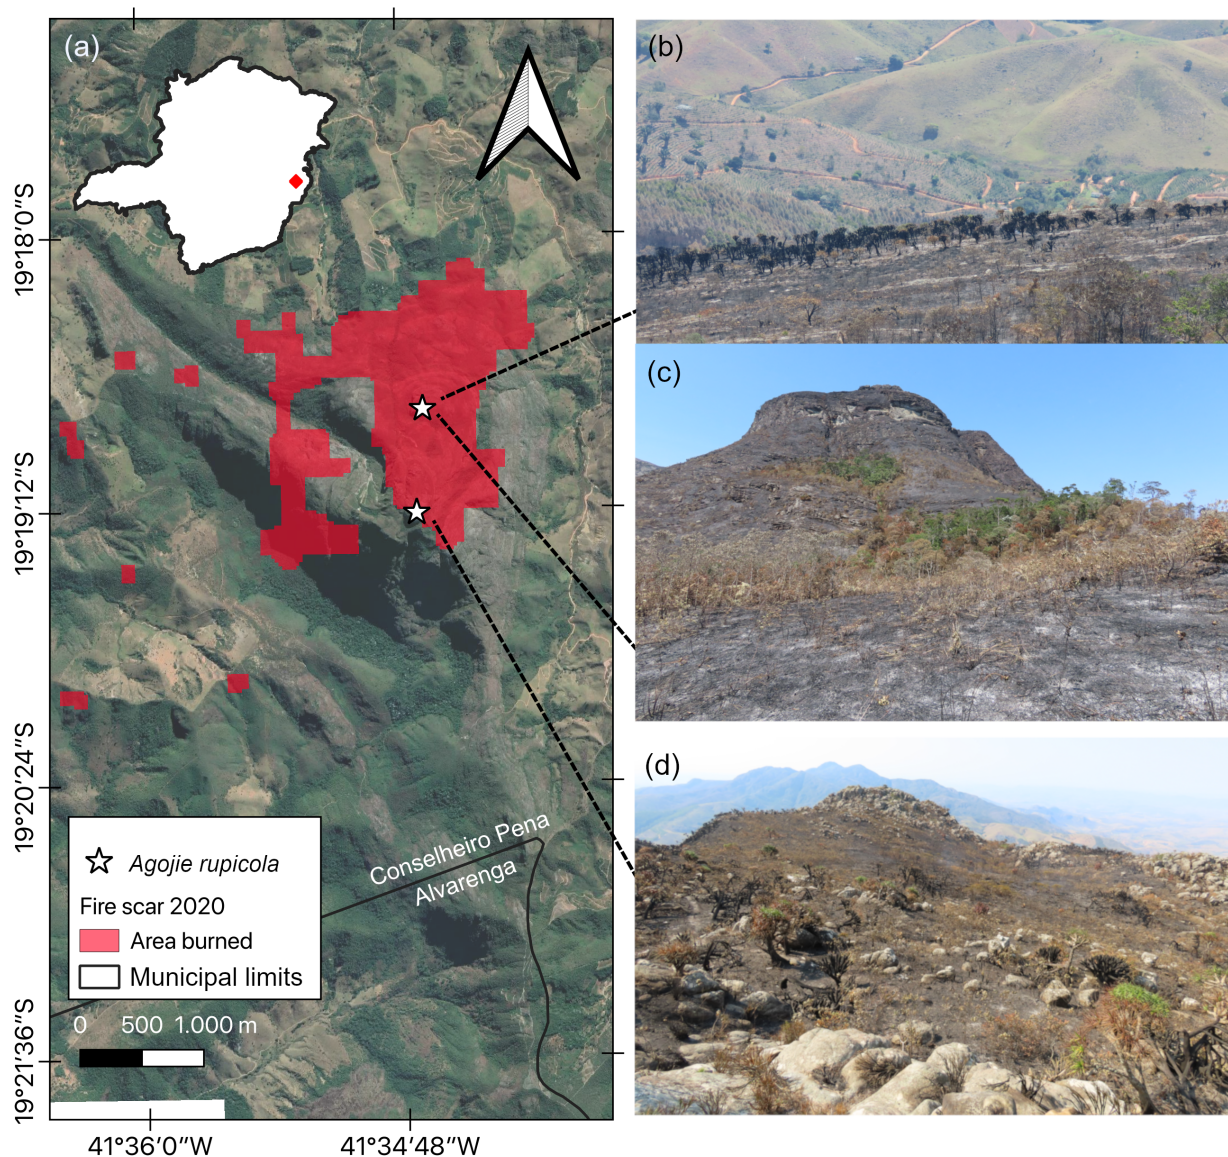 (a)
(b)
(c)
(d)
19°18'0"S
19°19'12"S
19°20'24"S
19°21'36"S
Conselheiro Pena
Alvarenga
Agojie rupicola
Fire scar 2020
Area burned
Municipal limits
0 500 1.000 m
41°36'0"W 41°34'48"W